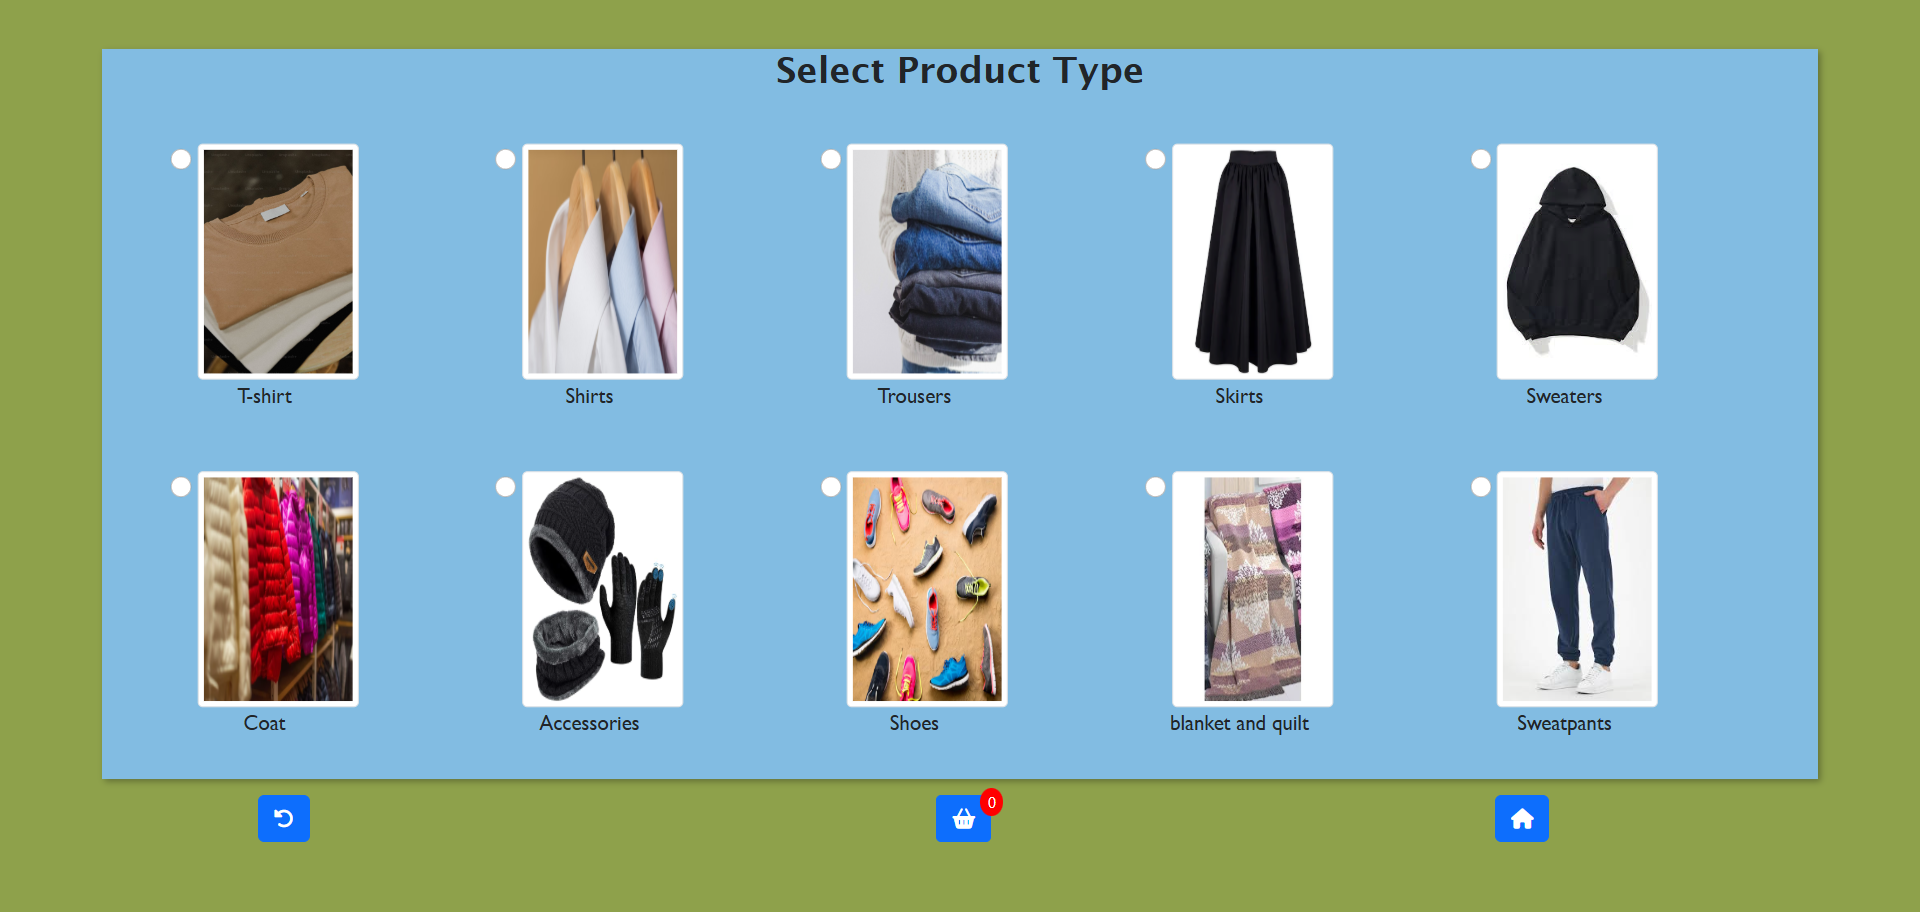 Select Product Type
T-shirt
Shirts
Trousers
Skirts
Sweaters
Coat
Accessories
Shoes
blanket and quilt
Sweatpants
0